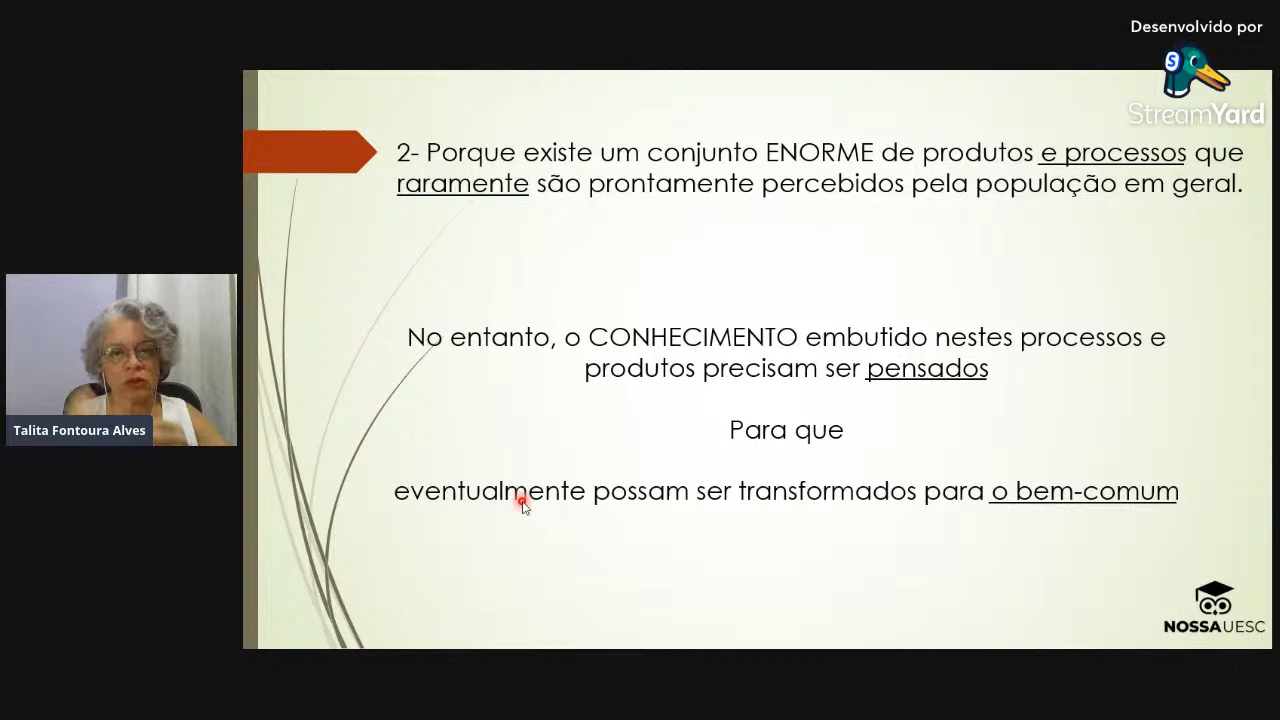 Desenvolvido por
StreamYard
2- Porque existe um conjunto ENORME de produtos e processos que
raramente são prontamente percebidos pela população em geral.
No entanto, o CONHECIMENTO embutido nestes processos e
produtos precisam ser pensados
Para que
eventualmente possam ser transformados para o bem-comum
Talita Fontoura Alves
NOSSAUESC